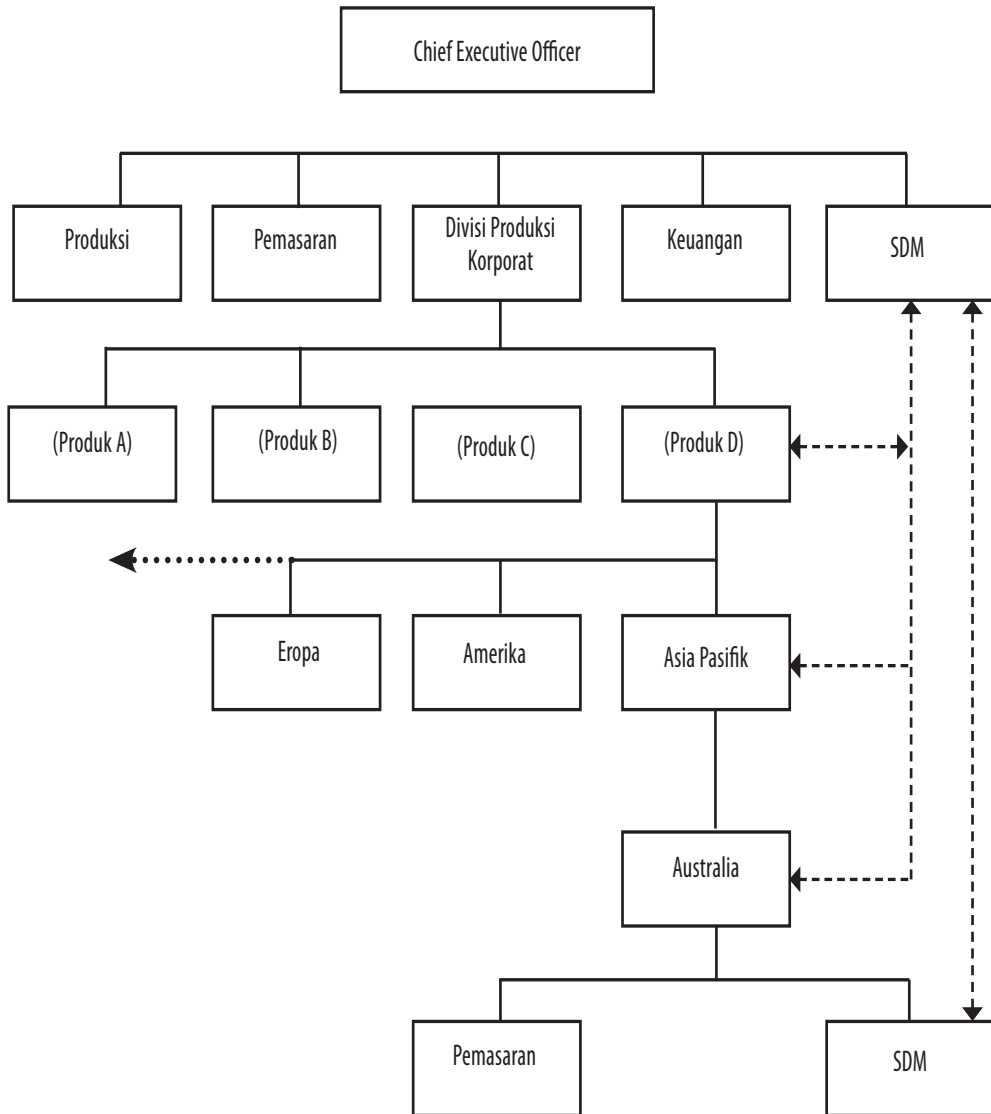 Chief Executive Officer
Produksi
Pemasaran
Divisi Produksi
Korporat
Keuangan
SDM
(Produk A)
(Produk B)
(Produk C)
(Produk D)
Eropa
Amerika
Asia Pasifik
Australia
Pemasaran
SDM